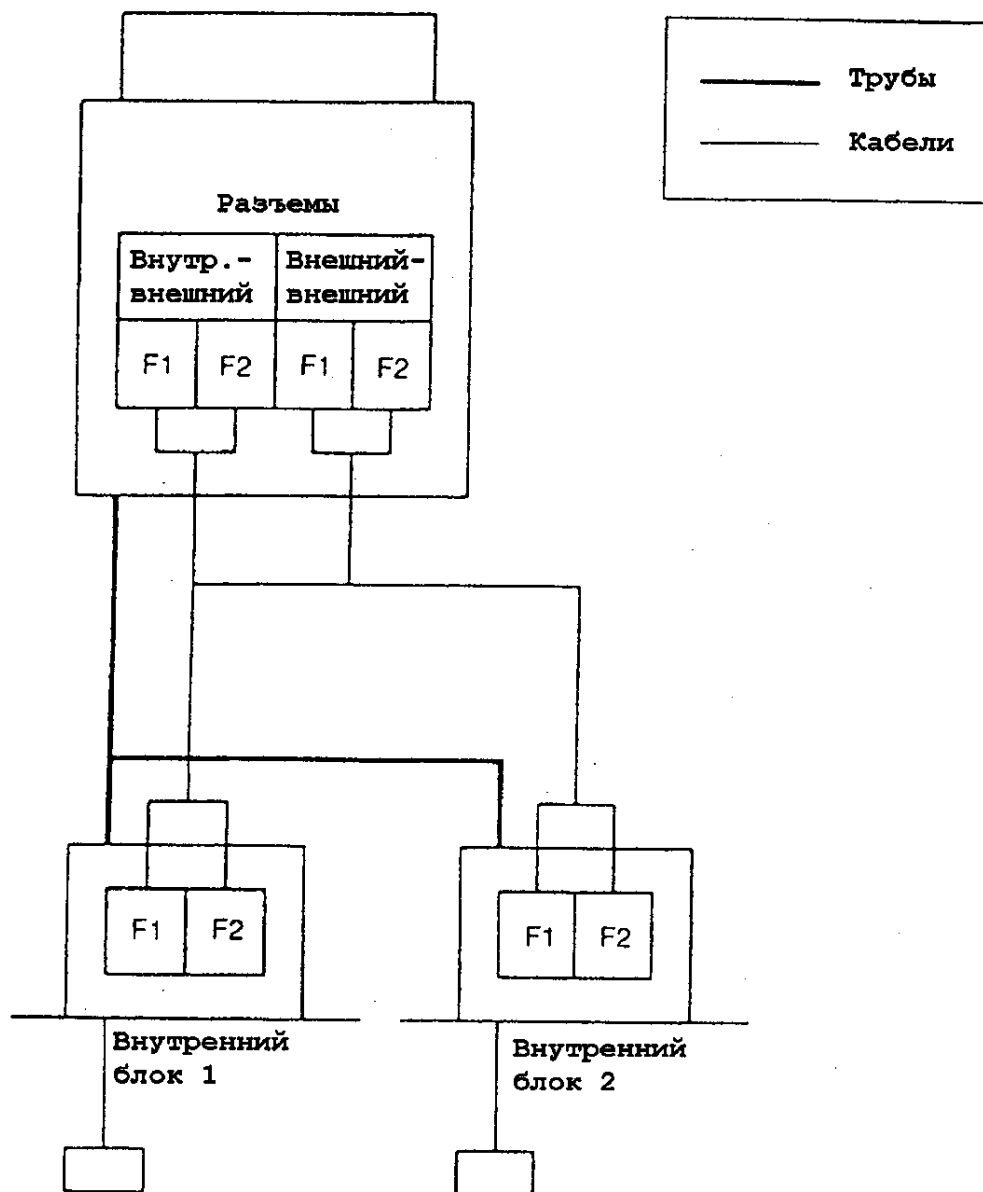 Трубы
Кабели
Разъемы
Внутр.-
внешний
Внешний-
внешний
F1 F2 F1 F2
F1 F2
F1 F2
Внутренний
блок 1
Внутренний
блок 2